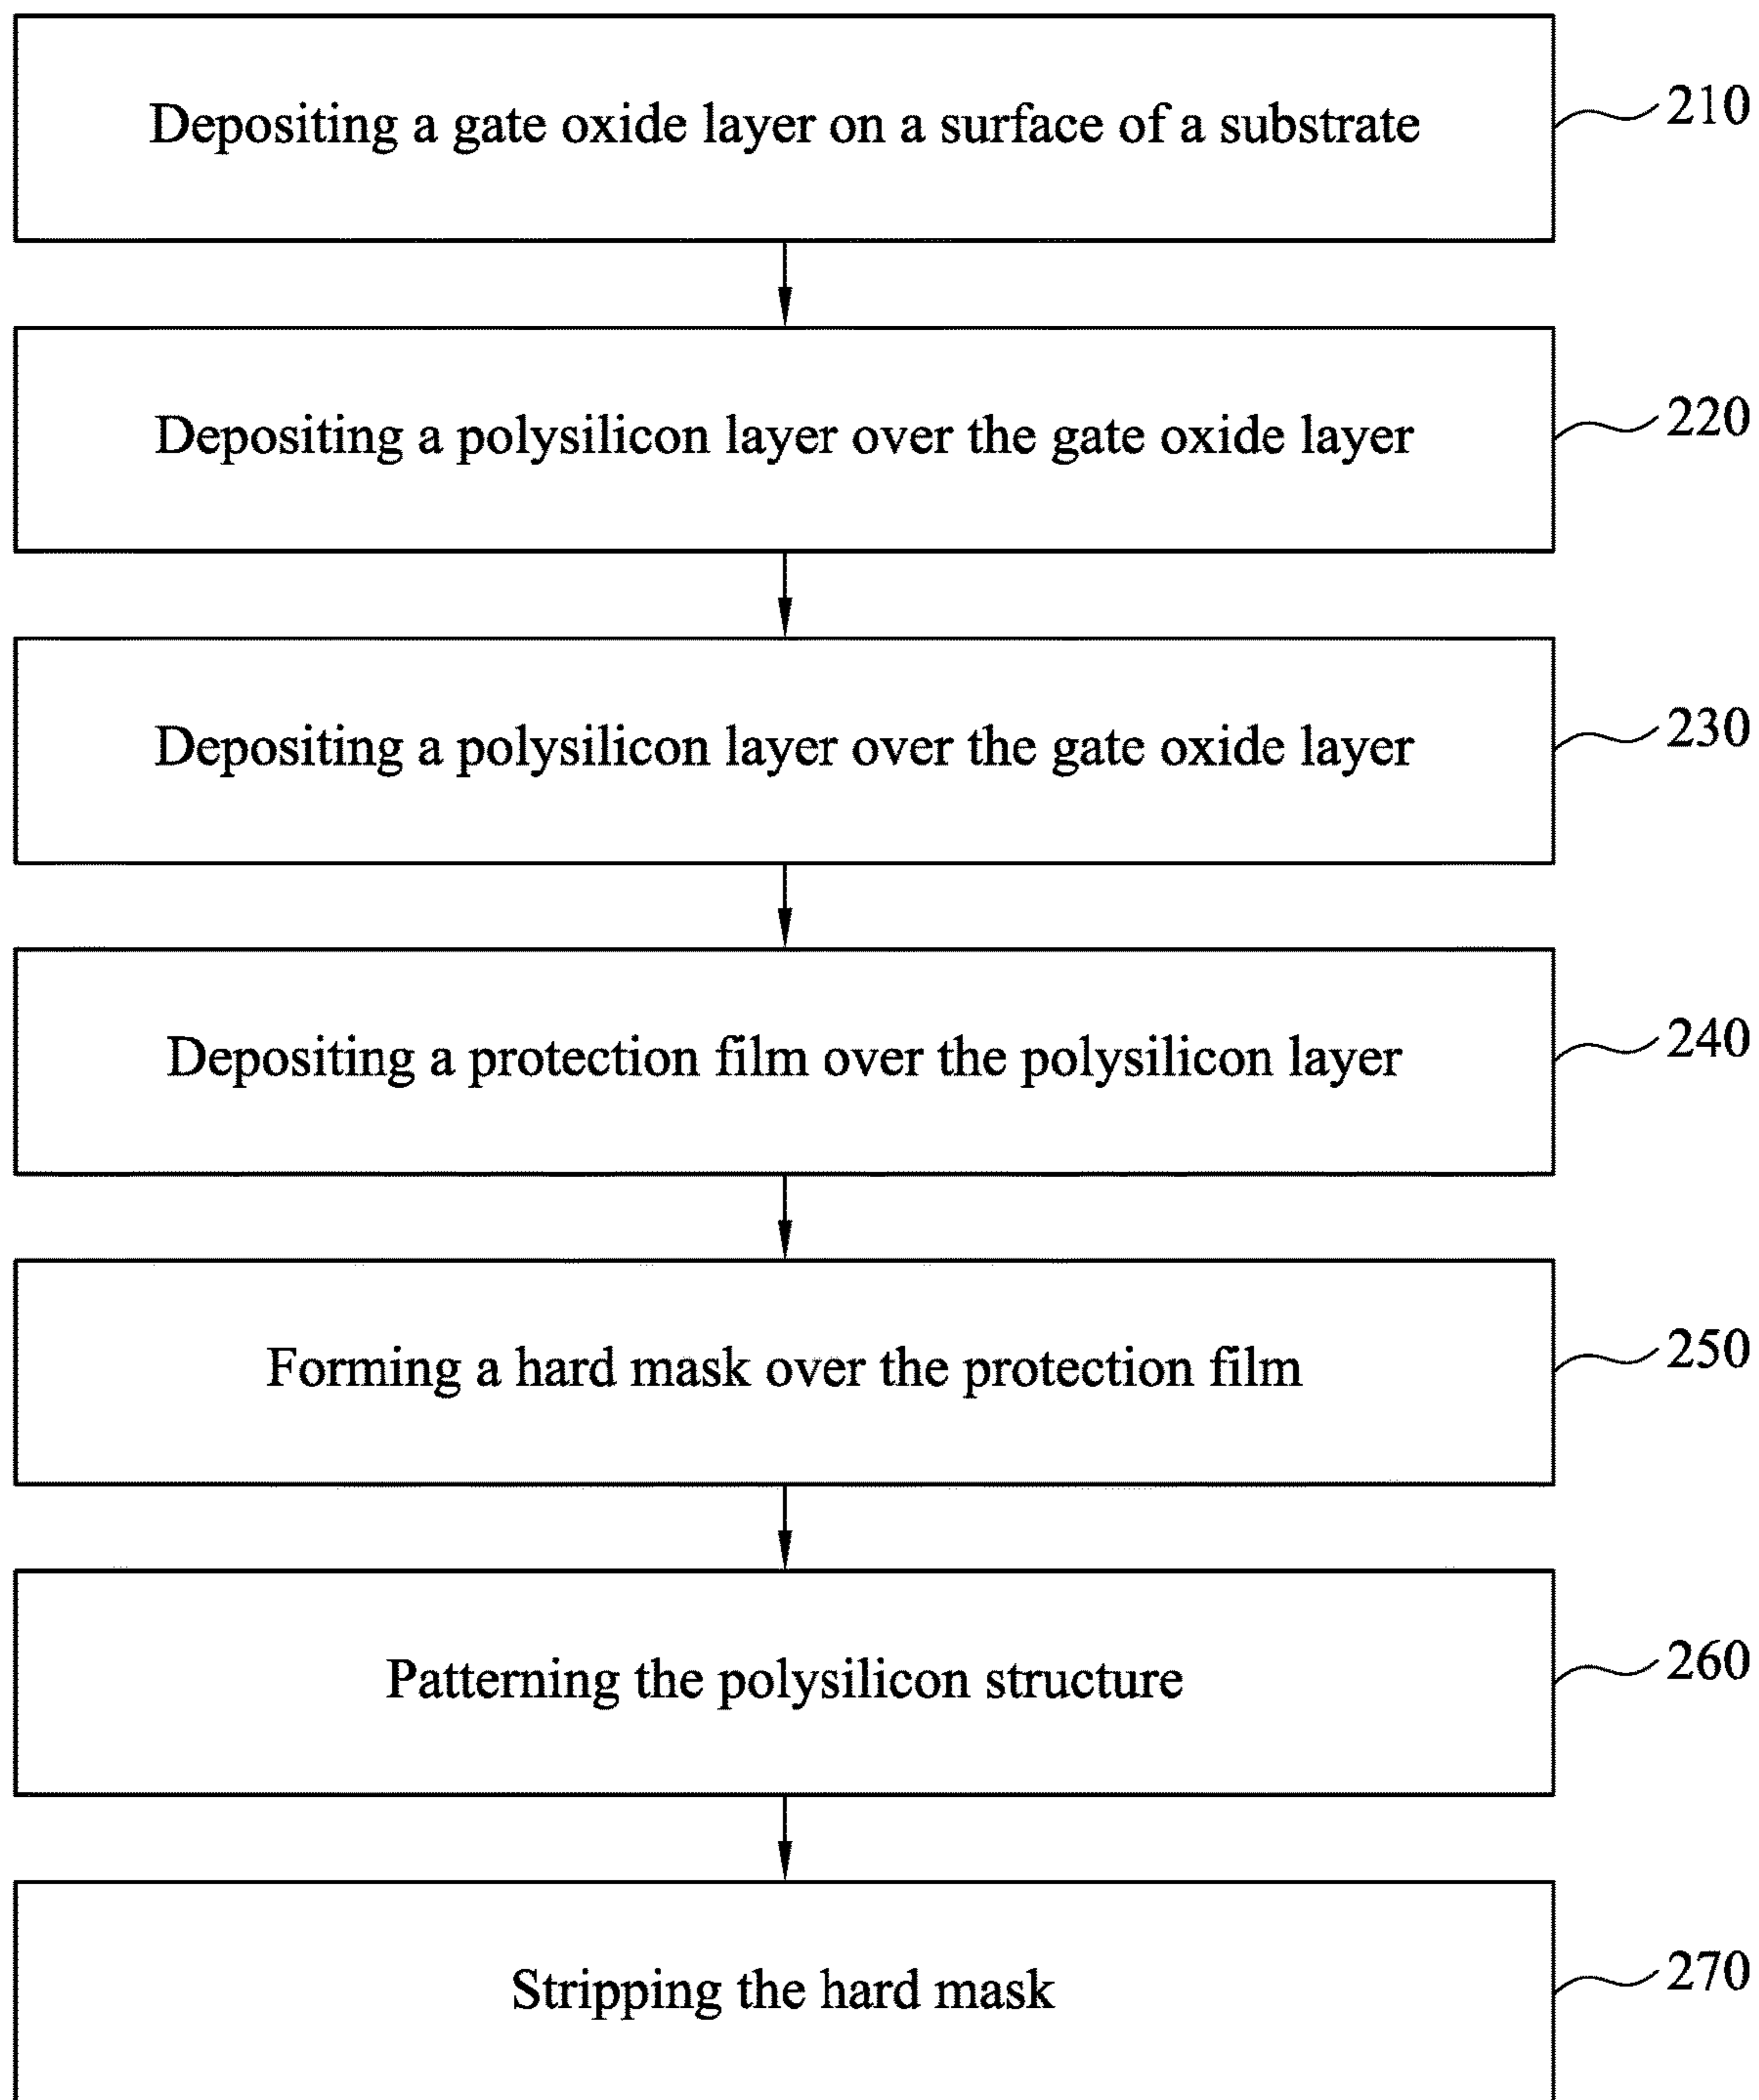 Depositing a gate oxide layer on a surface of a substrate
210
Depositing a polysilicon layer over the gate oxide layer
220
Depositing a polysilicon layer over the gate oxide layer
230
Depositing a protection film over the polysilicon layer
240
Forming a hard mask over the protection film
250
Patterning the polysilicon structure
260
Stripping the hard mask
270